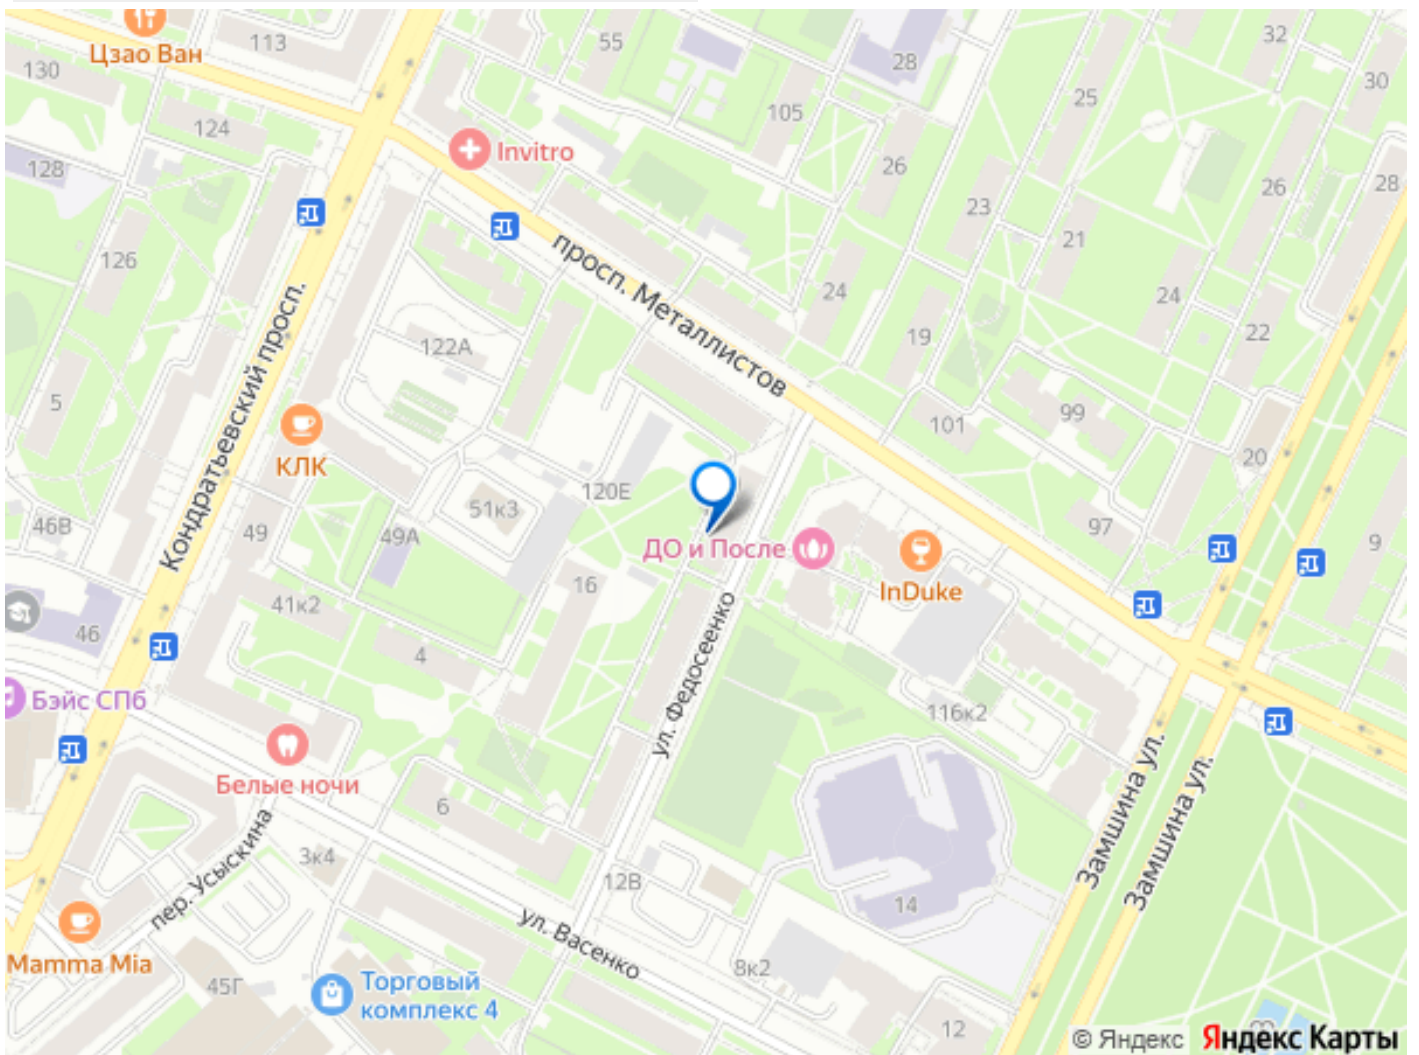 Цзао Ван
113
130
124
128
55
28
105
Invitro
26
32
25
30
28
26
23
21
126
просп. Металлистов
24
24
22
19
122А
5
Кондратьевский просп.
КЛК
101
99
20
46В
49
49А
51к3
120Е
97
9
ДО и После
InDuke
16
41к2
46
4
ул. Федосеенко
Бэйс СПб
116к2
Замшина ул.
Замшина ул.
Белые ночи
6
3к4
пер. Усыскина
12В
14
ул. Васенко
Mamma Mia
45Г
Торговый
комплекс 4
8к2
12
© Яндекс Яндекс Карты